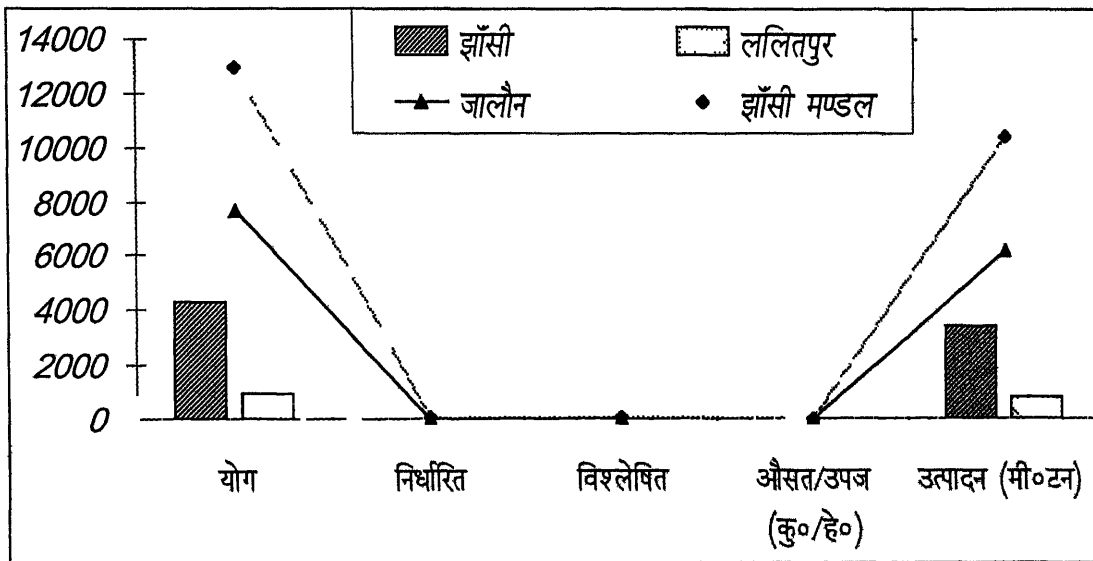 14000
12000
10000
8000
6000
4000
2000
0
झाँसी
ललितपुर
जालौन
झाँसी मण्डल
योग
निर्धारित
विश्लेषित
औसत/उपज
(कु०/हे०)
उत्पादन (मी०टन)